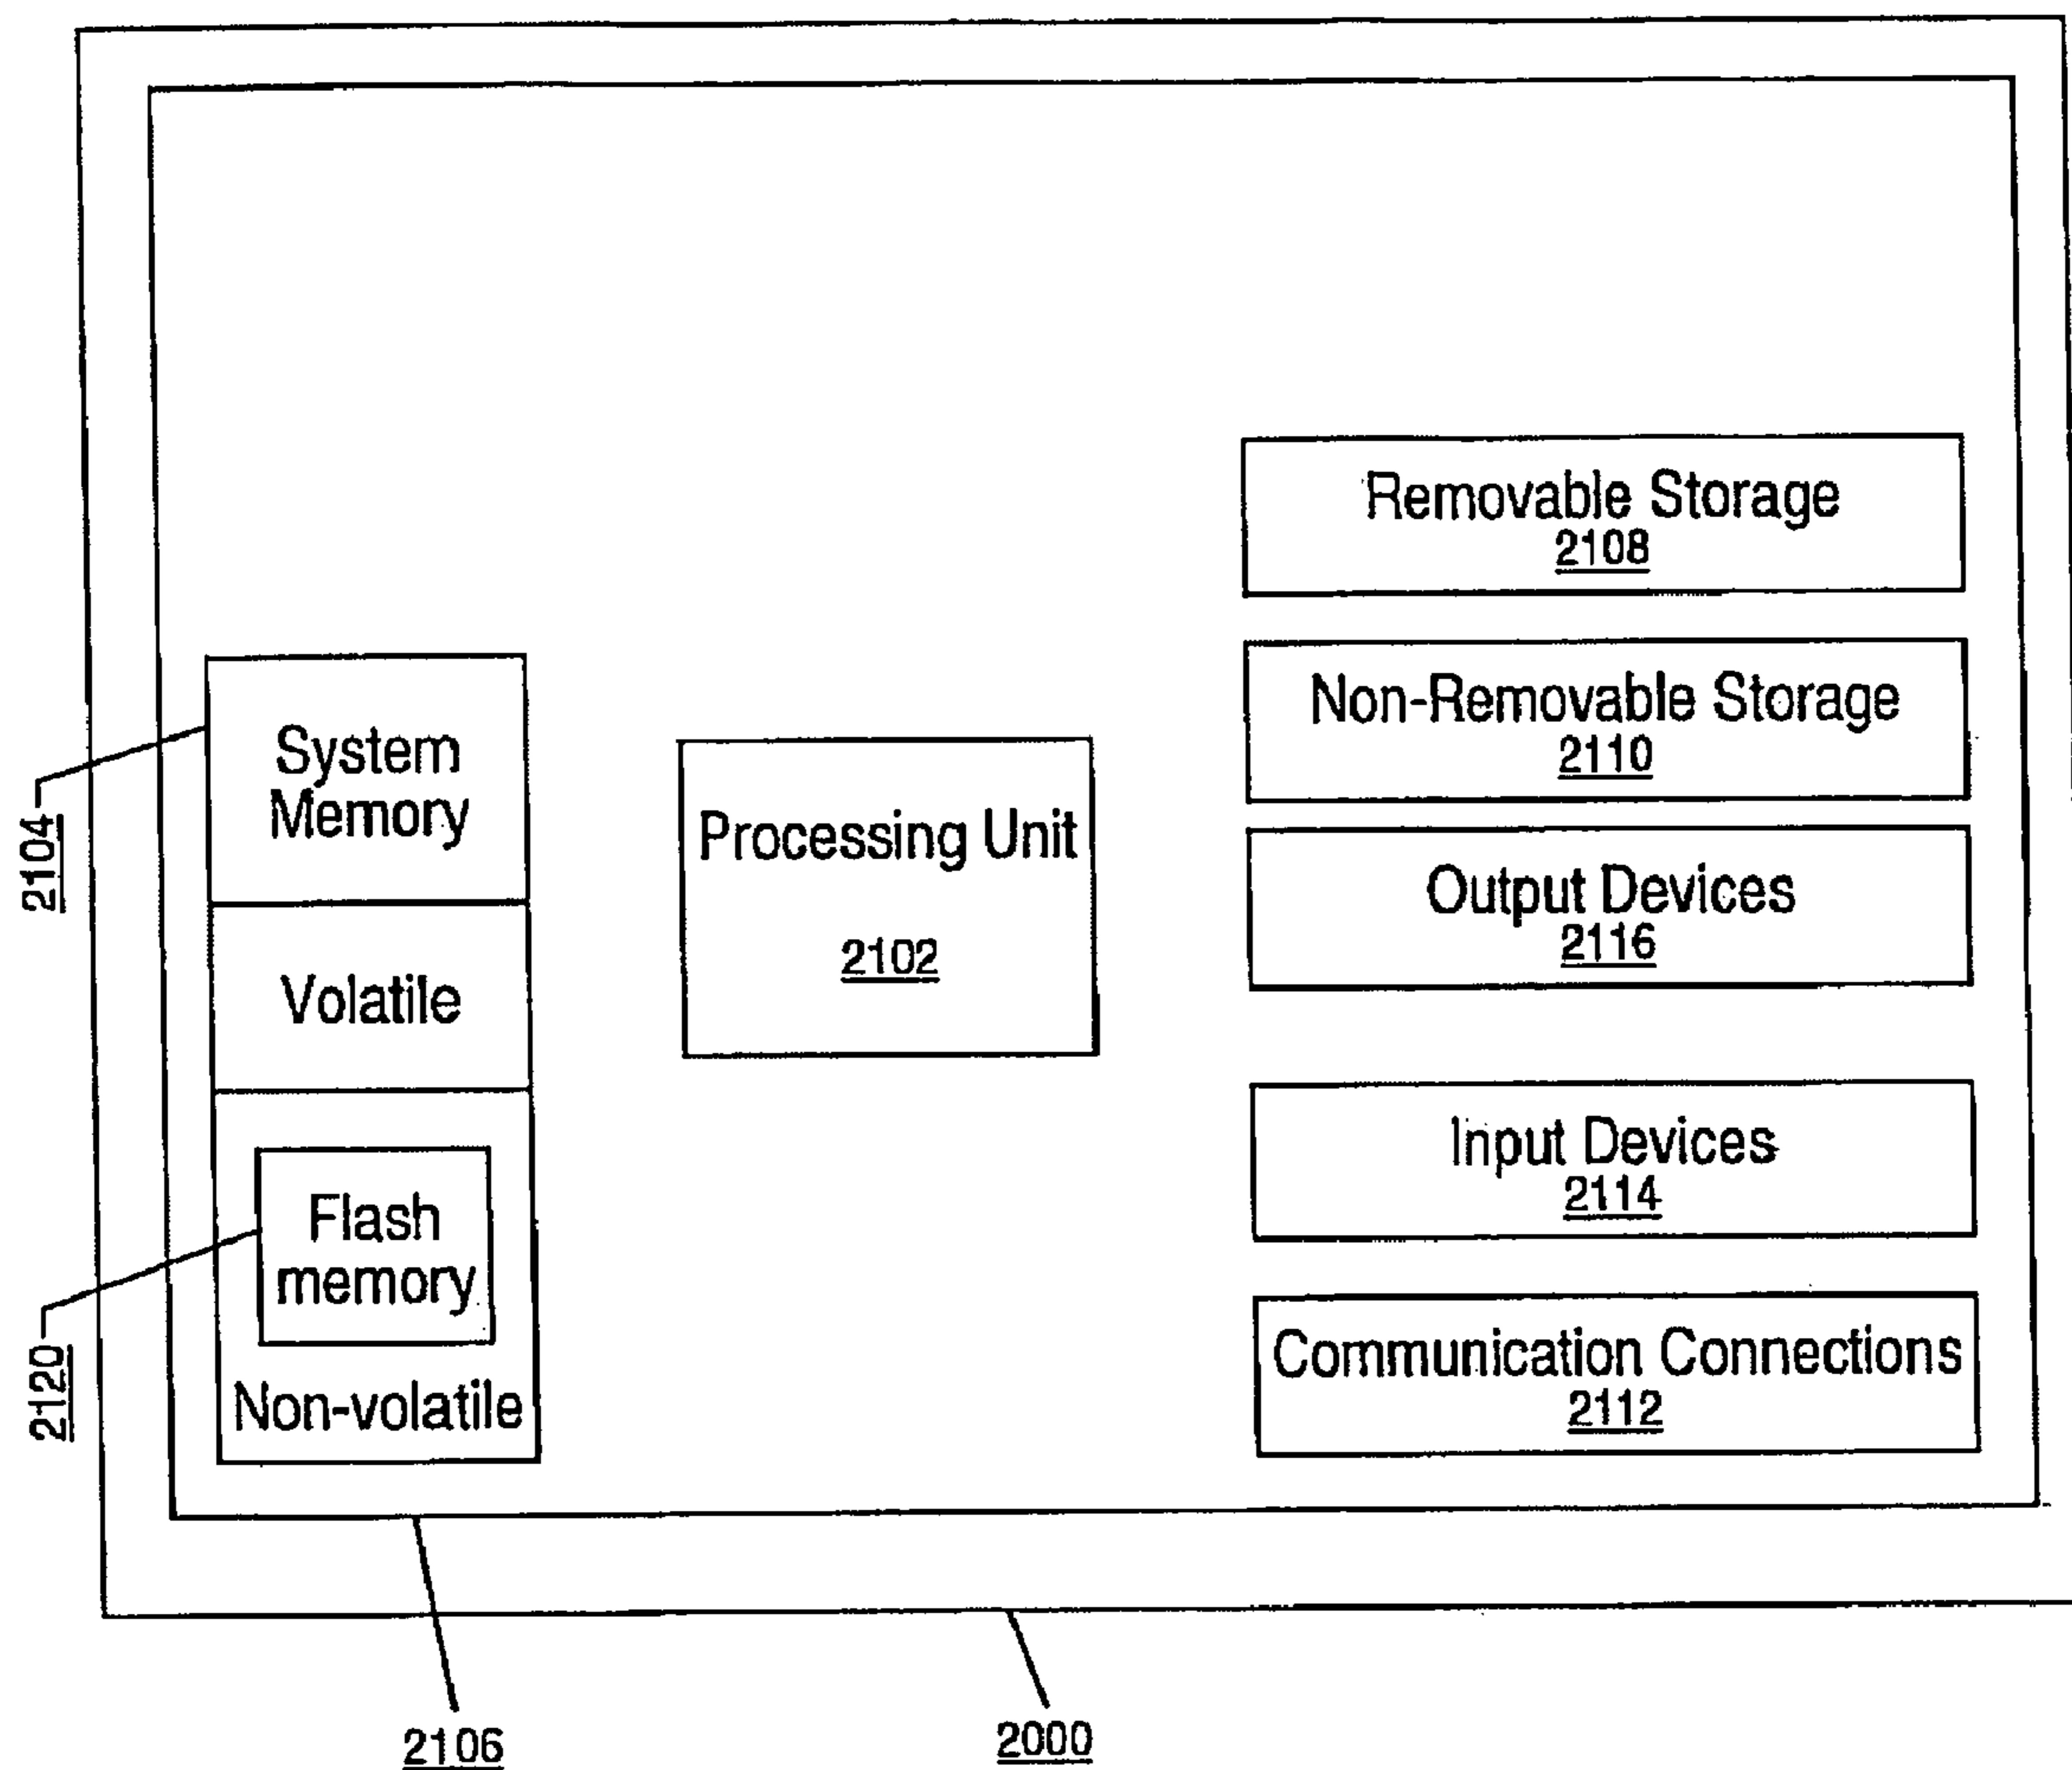 Removable Storage
2108
Non-Removable Storage
2110
System
Memory
2104
Processing Unit
2102
Output Devices
2116
Volatile
Input Devices
2114
Flash
memory
2120
Non-volatile
Communication Connections
2112
2106
2000